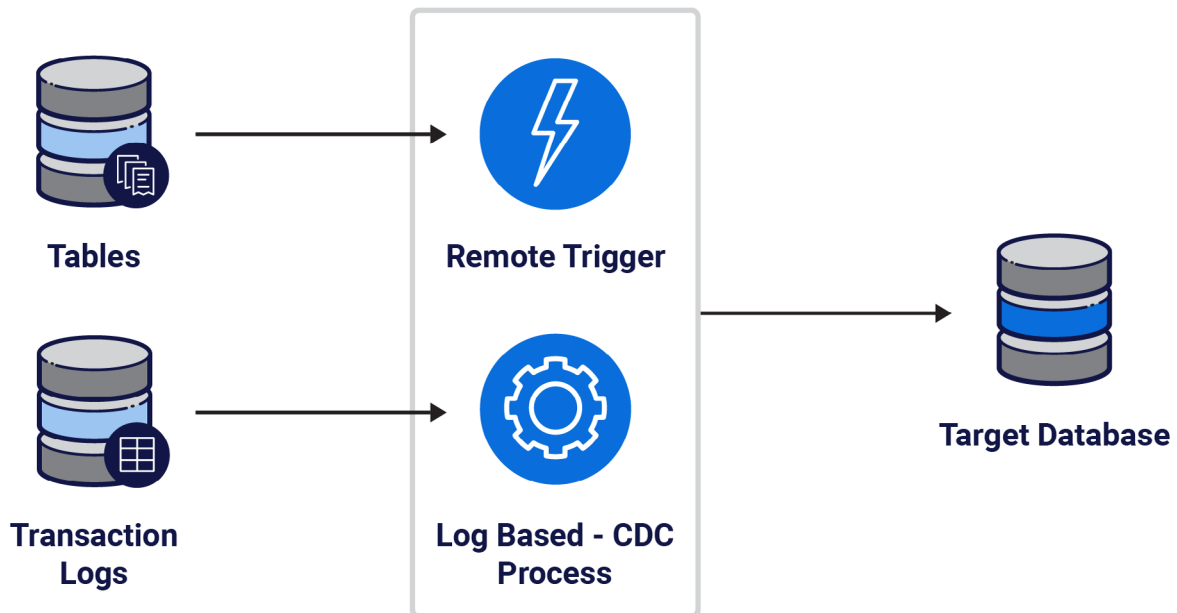 Tables
Remote Trigger
Transaction
Logs
Log Based - CDC
Process
Target Database